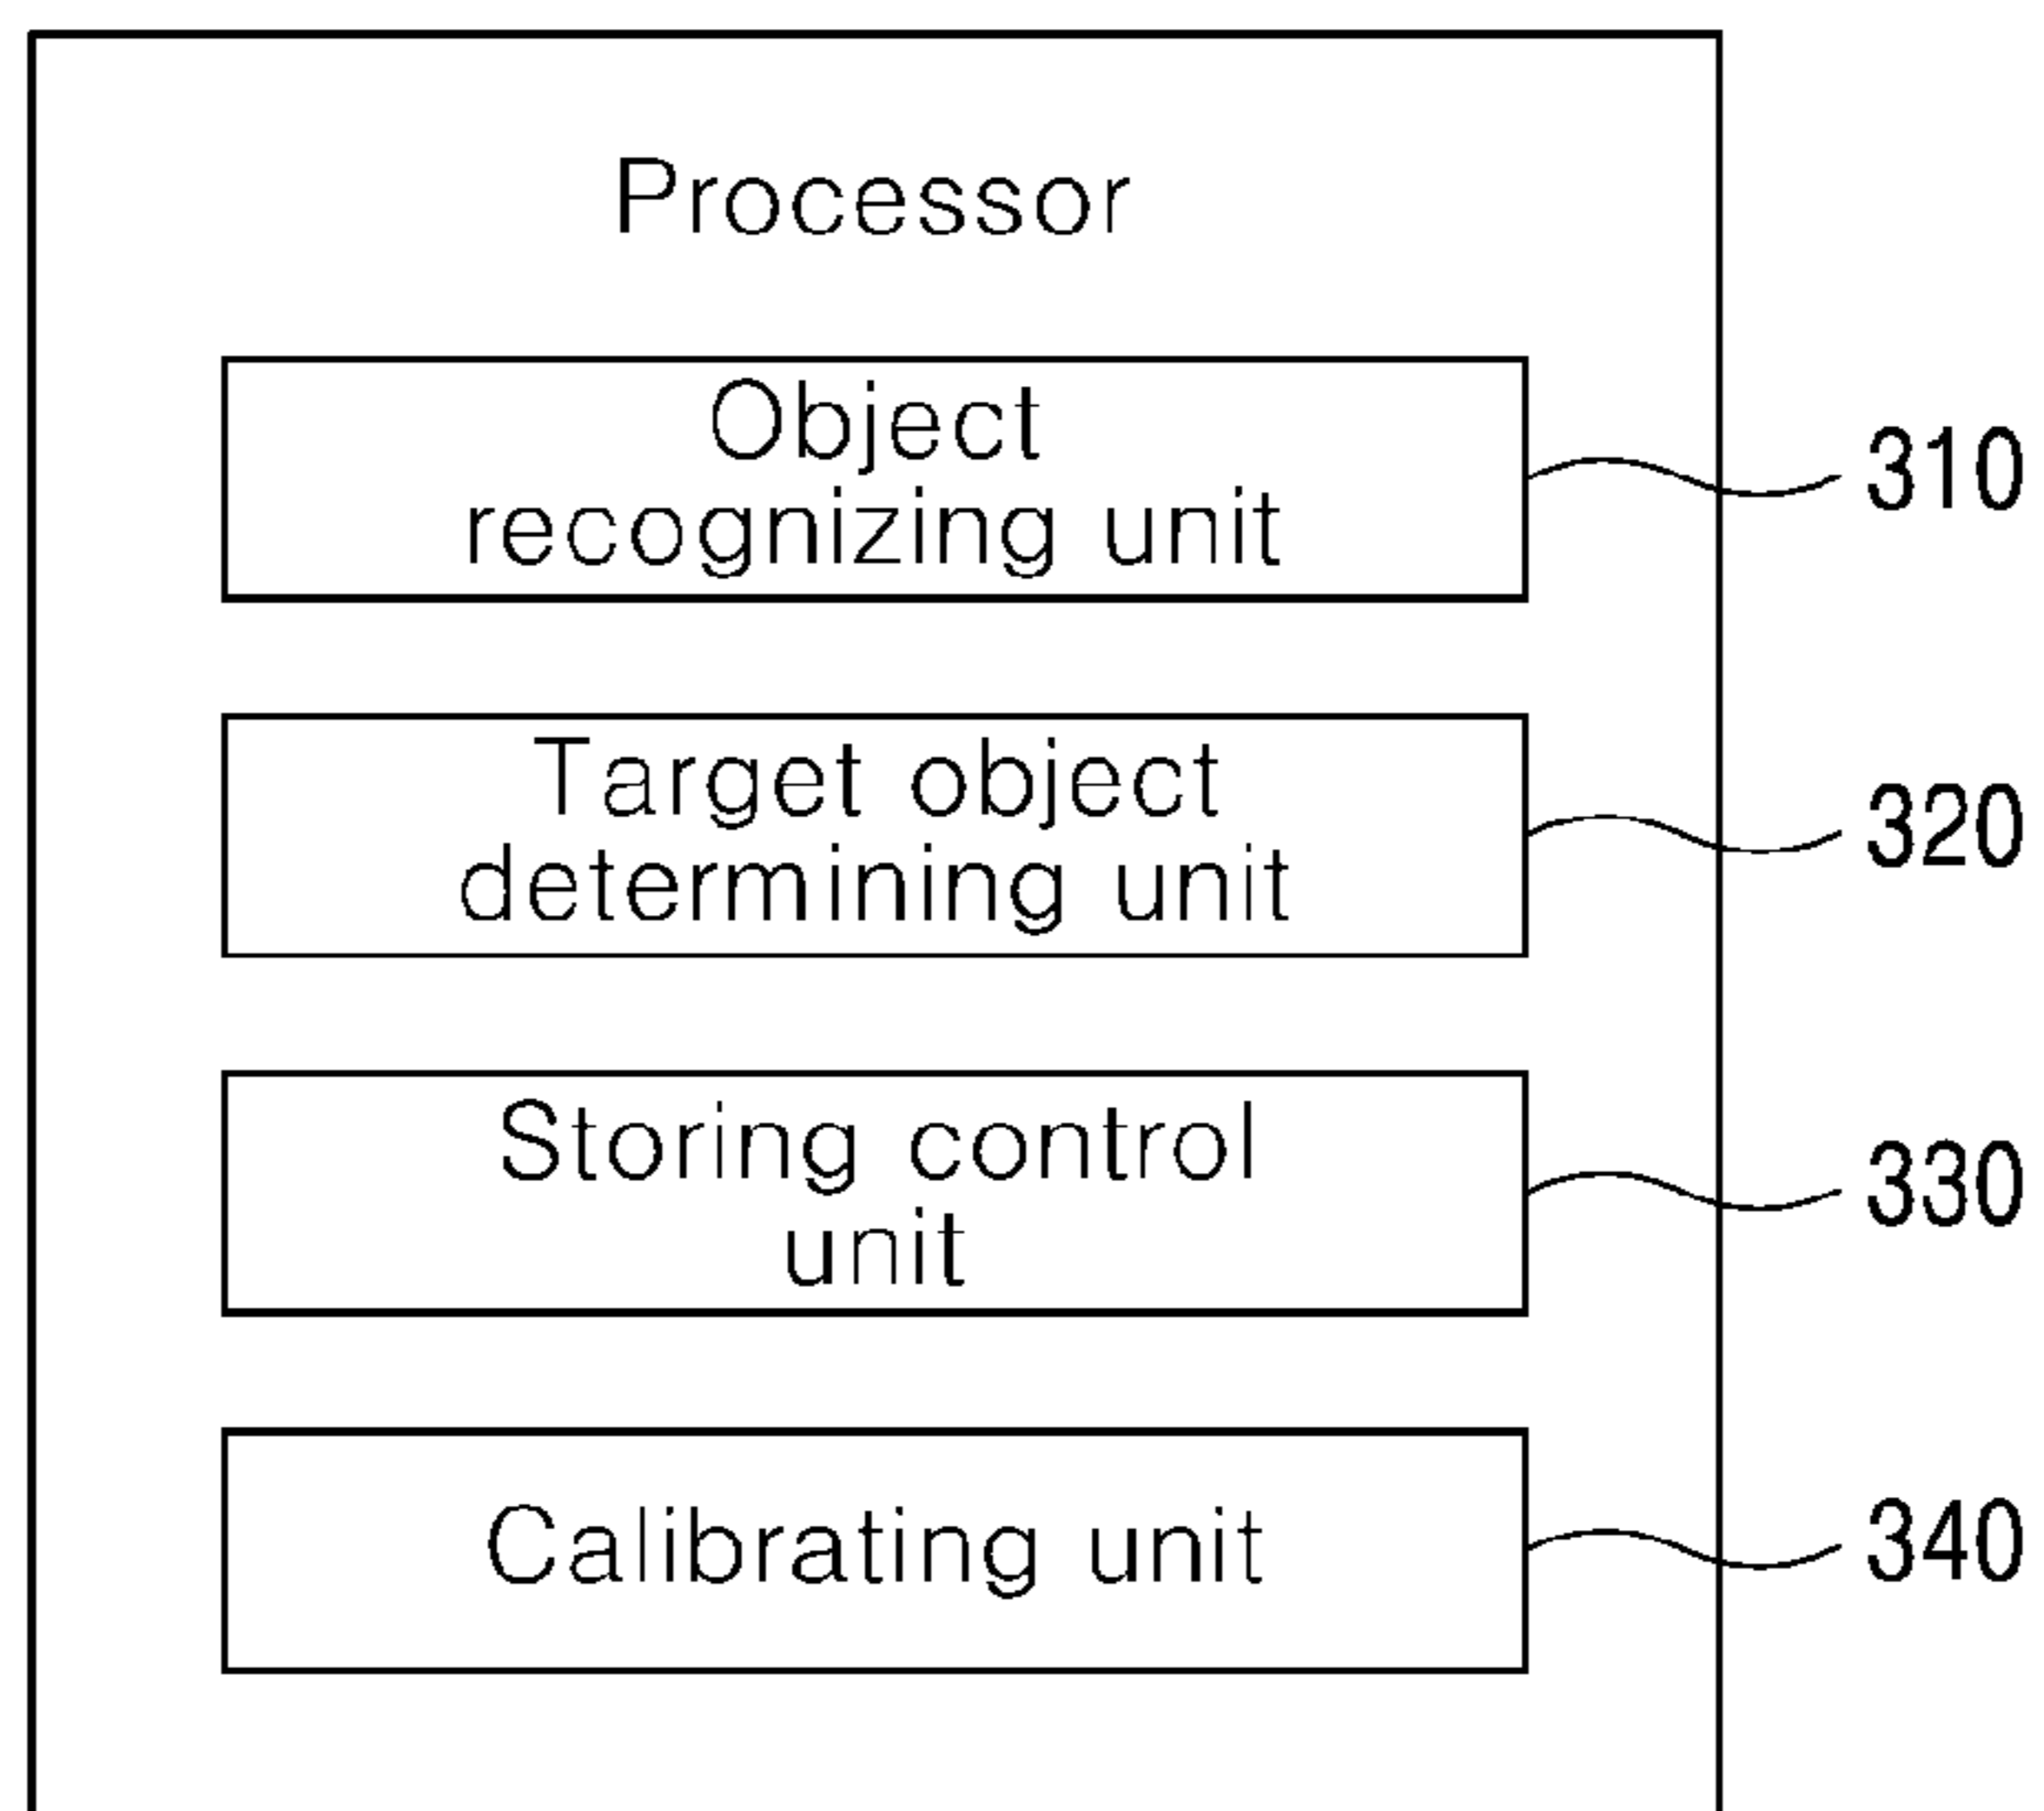 Processor
Object
recognizing unit
310
Target object
determining unit
320
Storing control
unit
330
Calibrating unit
340